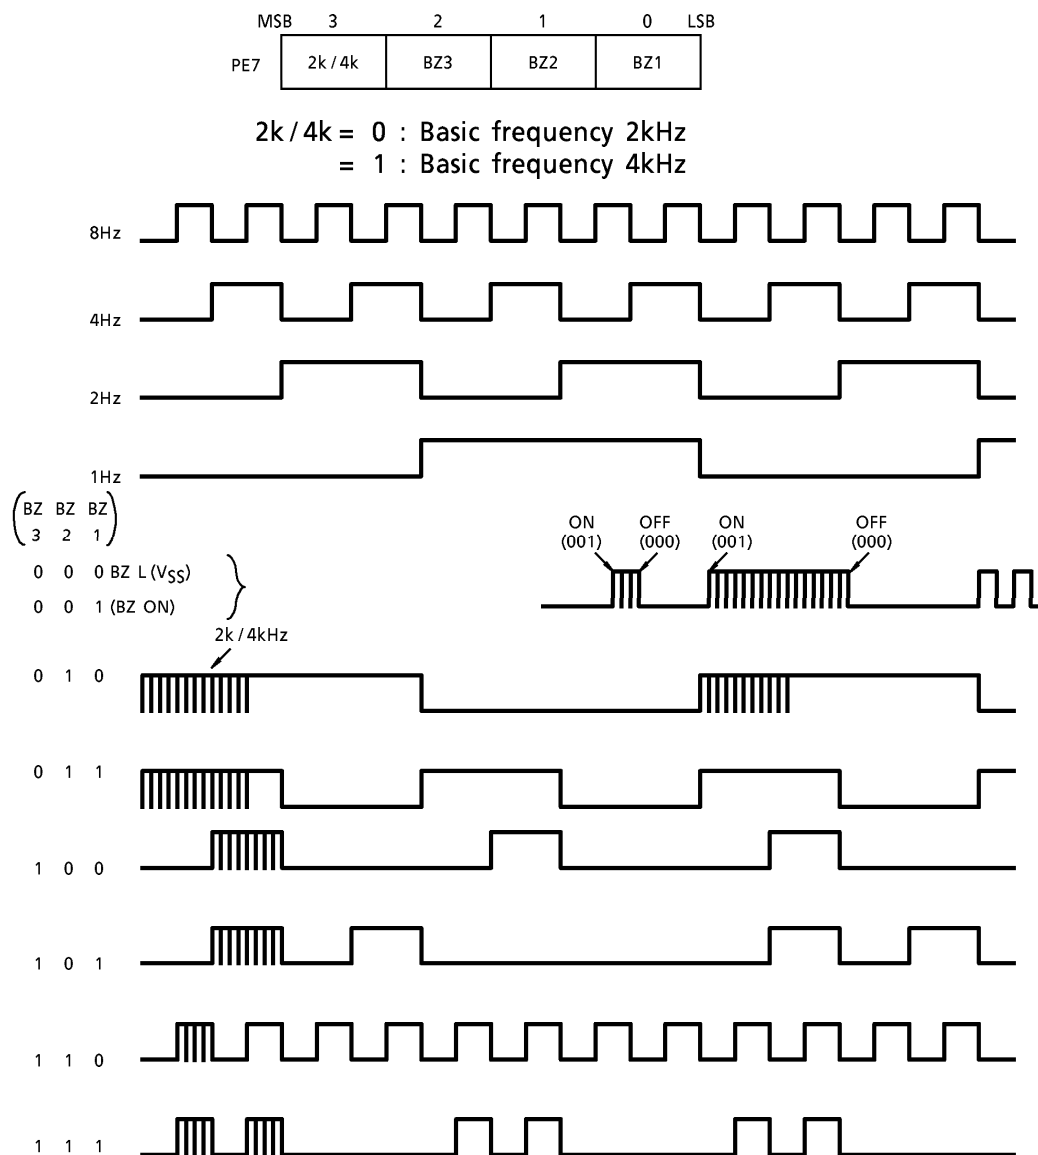 MSB 3 2 1 0 LSB
PE7 2k / 4k BZ3 BZ2 BZ1
2k / 4k = 0 : Basic frequency 2kHz
= 1 : Basic frequency 4kHz
8Hz
4Hz
2Hz
1Hz
BZ BZ BZ
3 2 1
ON OFF ON OFF
(001) (000) (001) (000)
0 0 0 BZ L (VSS)
0 0 1 (BZ ON)
2k / 4kHz
0 1 0
0 1 1
1 0 0
1 0 1
1 1 0
1 1 1